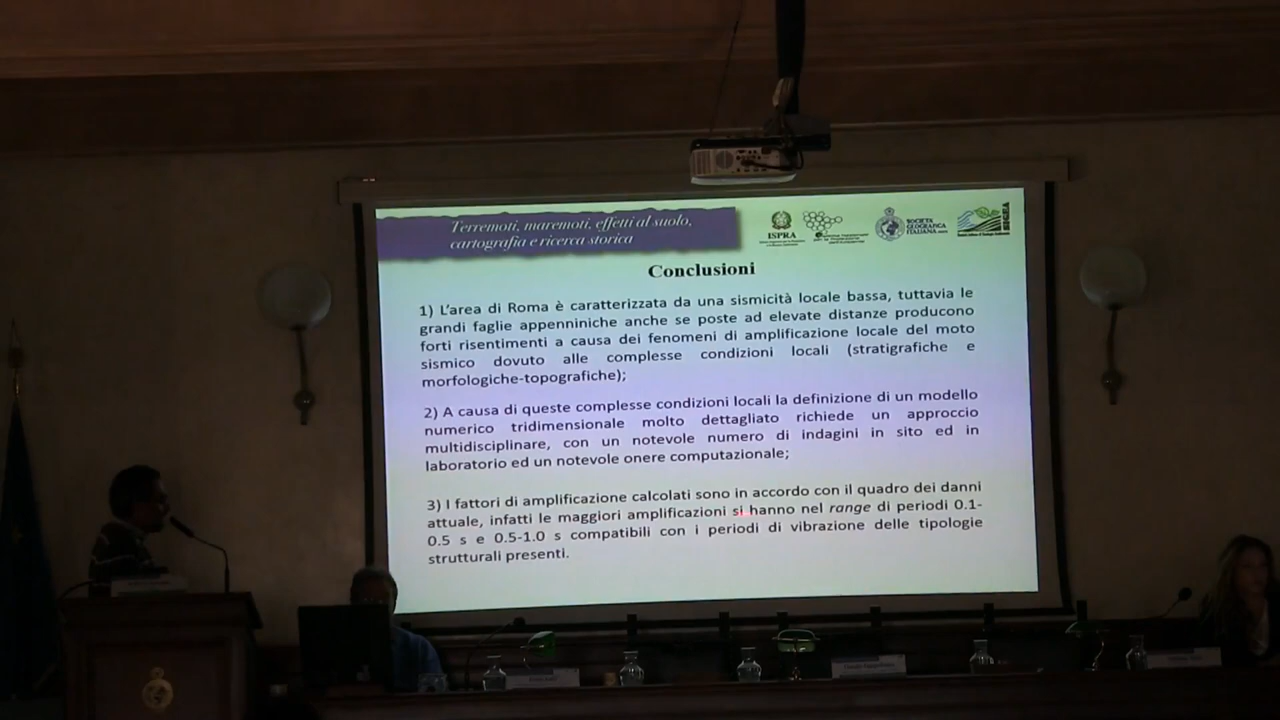 Terremoti, maremoti, effetti al suolo,
cartografia e ricerca storica
ISPRA
SOCIETÀ
GEOGRAFICA
ITALIANA
SIGEA
Conclusioni
1) L'area di Roma è caratterizzata da una sismicità locale bassa, tuttavia le
grandi faglie appenniniche anche se poste ad elevate distanze producono
forti risentimenti a causa dei fenomeni di amplificazione locale del moto
sismico dovuto alle complesse condizioni locali (stratigrafiche e
morfologiche-topografiche);
2) A causa di queste complesse condizioni locali la definizione di un modello
numerico tridimensionale molto dettagliato richiede un approccio
multidisciplinare, con un notevole numero di indagini in sito ed in
laboratorio ed un notevole onere computazionale;
3) I fattori di amplificazione calcolati sono in accordo con il quadro dei danni
attuale, infatti le maggiori amplificazioni si hanno nel range di periodi 0.1-
0.5 s e 0.5-1.0 s compatibili con i periodi di vibrazione delle tipologie
strutturali presenti.